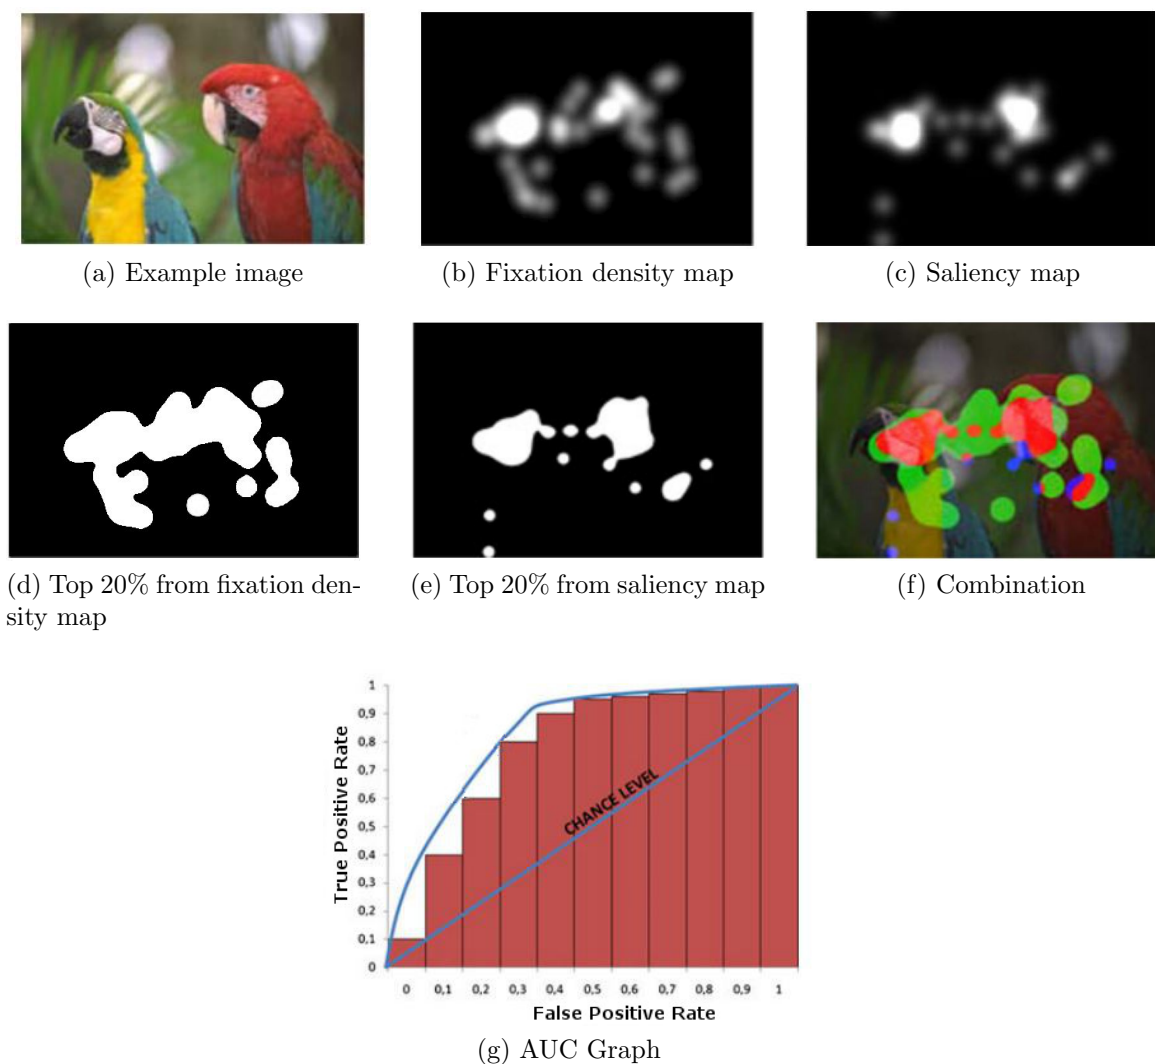 (a) Example image
(b) Fixation density map
(c) Saliency map
(d) Top 20% from fixation den-
sity map
(e) Top 20% from saliency map
(f) Combination
True Positive Rate
1
0,9
0,8
0,7
0,6
0,5
0,4
0,3
0,2
0,1
0
CHANCE LEVEL
0 0,1 0,2 0,3 0,4 0,5 0,6 0,7 0,8 0,9 1
False Positive Rate
(g) AUC Graph